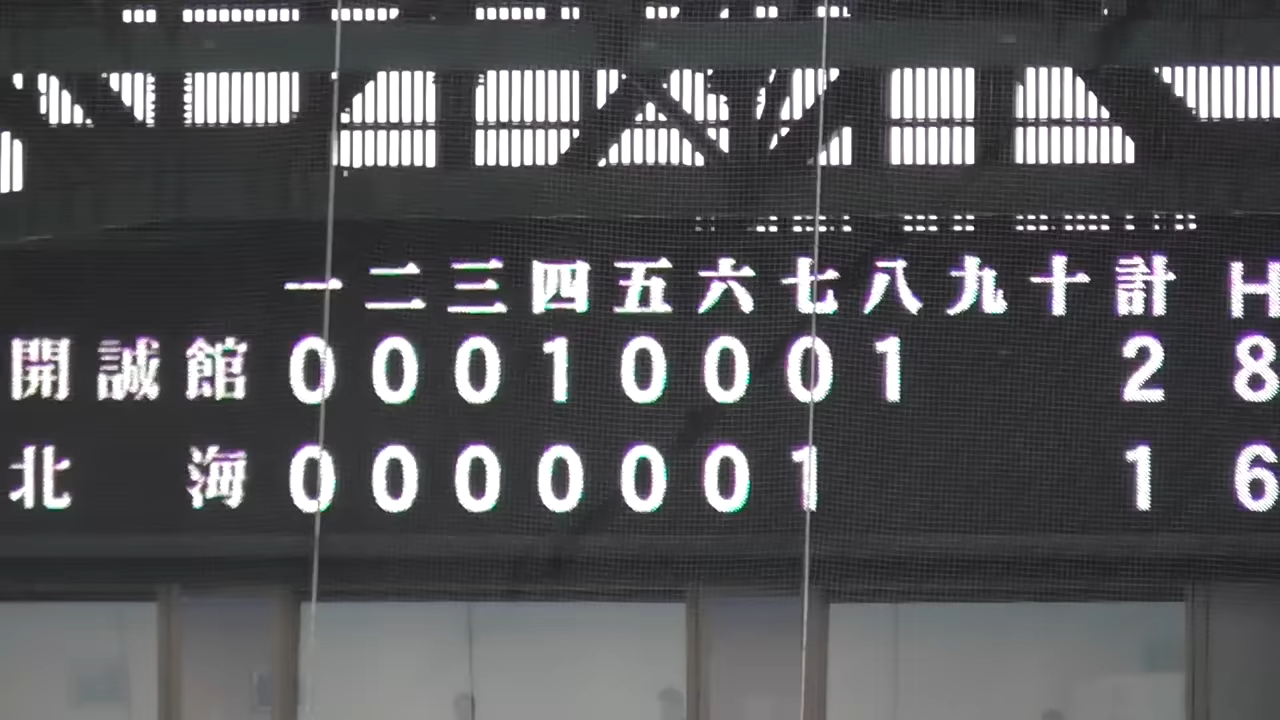 一 二 三 四 五 六 七 八 九 十 計 H
開誠館 0 0 0 1 0 0 0 1 2 8
北海 0 0 0 0 0 0 1 1 6